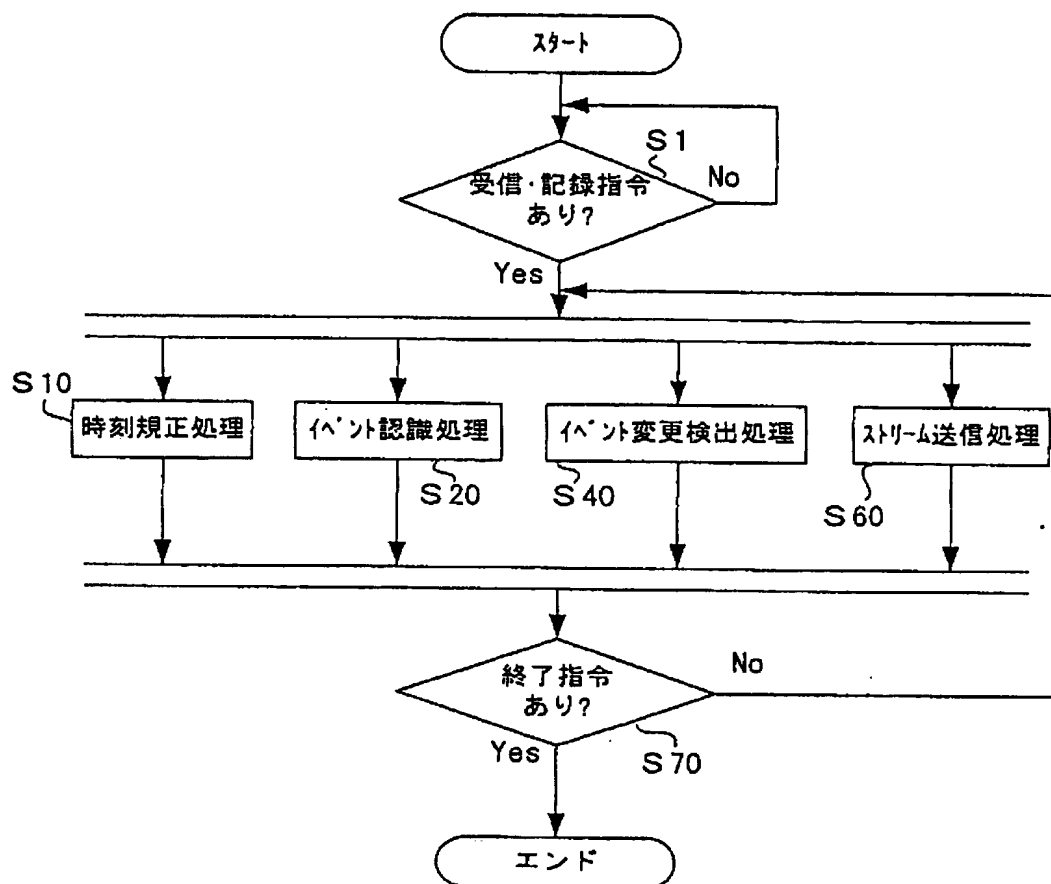 スタート
S1
受信・記録指令
あり?
No
Yes
S10
時刻規正処理
イベント認識処理
S20
イベント変更検出処理
S40
ストリーム送信処理
S60
終了指令
あり?
No
Yes
S70
エンド